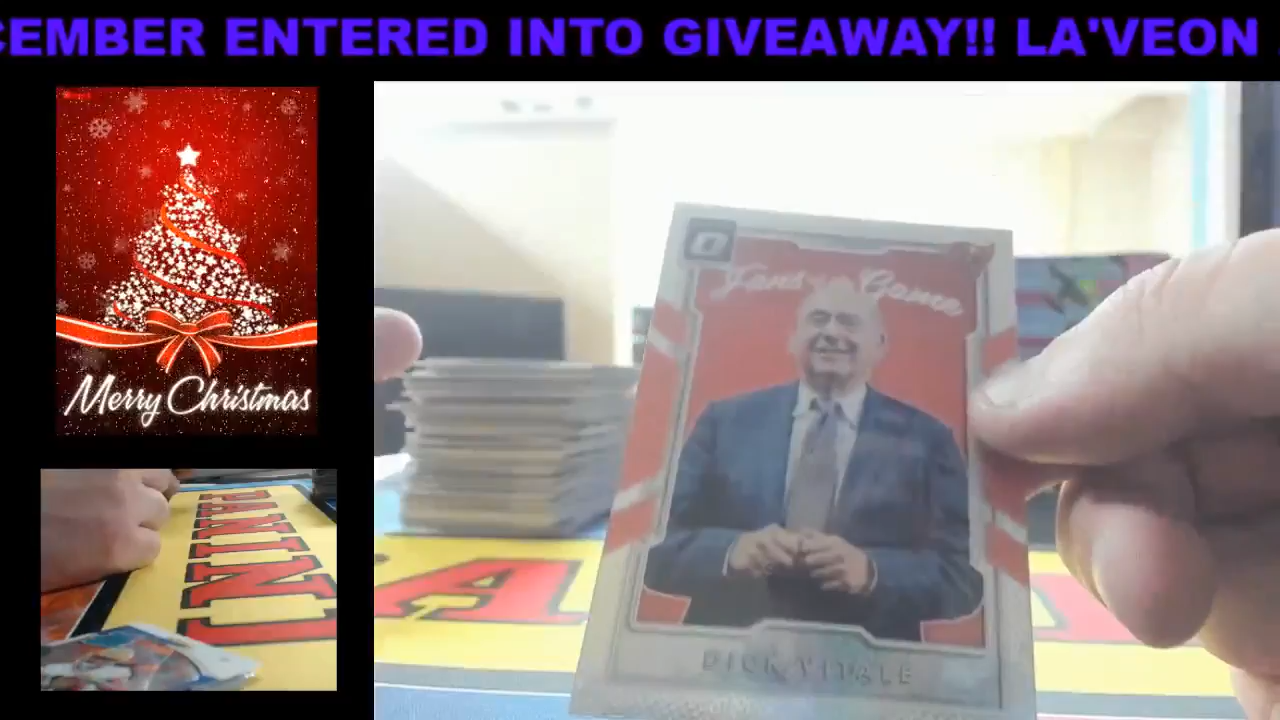 CEMBER ENTERED INTO GIVEAWAY!! LA'VEON
Merry Christmas
PANINI
Fans of the Game
A
DICK VITALE